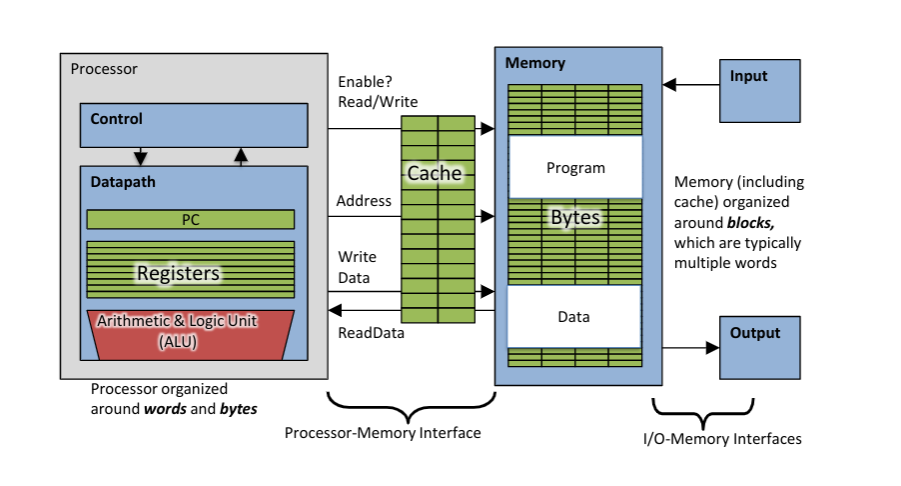 Processor
Control
Datapath
PC
Registers
Arithmetic & Logic Unit
(ALU)
Processor organized
around words and bytes
Enable?
Read/Write
Cache
Address
Write
Data
ReadData
Processor-Memory Interface
Memory
Program
Bytes
Data
Input
Memory (including
cache) organized
around blocks,
which are typically
multiple words
Output
I/O-Memory Interfaces